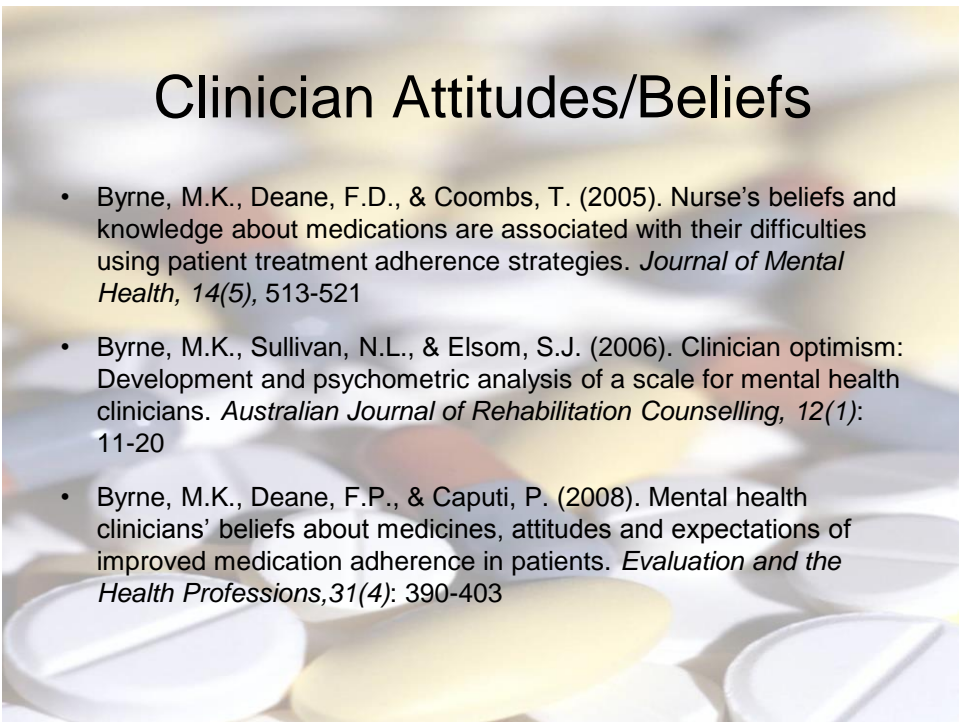 Clinician Attitudes/Beliefs
• Byrne, M.K., Deane, F.D., & Coombs, T. (2005). Nurse’s beliefs and
knowledge about medications are associated with their difficulties
using patient treatment adherence strategies. Journal of Mental
Health, 14(5), 513-521
• Byrne, M.K., Sullivan, N.L., & Elsom, S.J. (2006). Clinician optimism:
Development and psychometric analysis of a scale for mental health
clinicians. Australian Journal of Rehabilitation Counselling, 12(1):
11-20
• Byrne, M.K., Deane, F.P., & Caputi, P. (2008). Mental health
clinicians’ beliefs about medicines, attitudes and expectations of
improved medication adherence in patients. Evaluation and the
Health Professions,31(4): 390-403